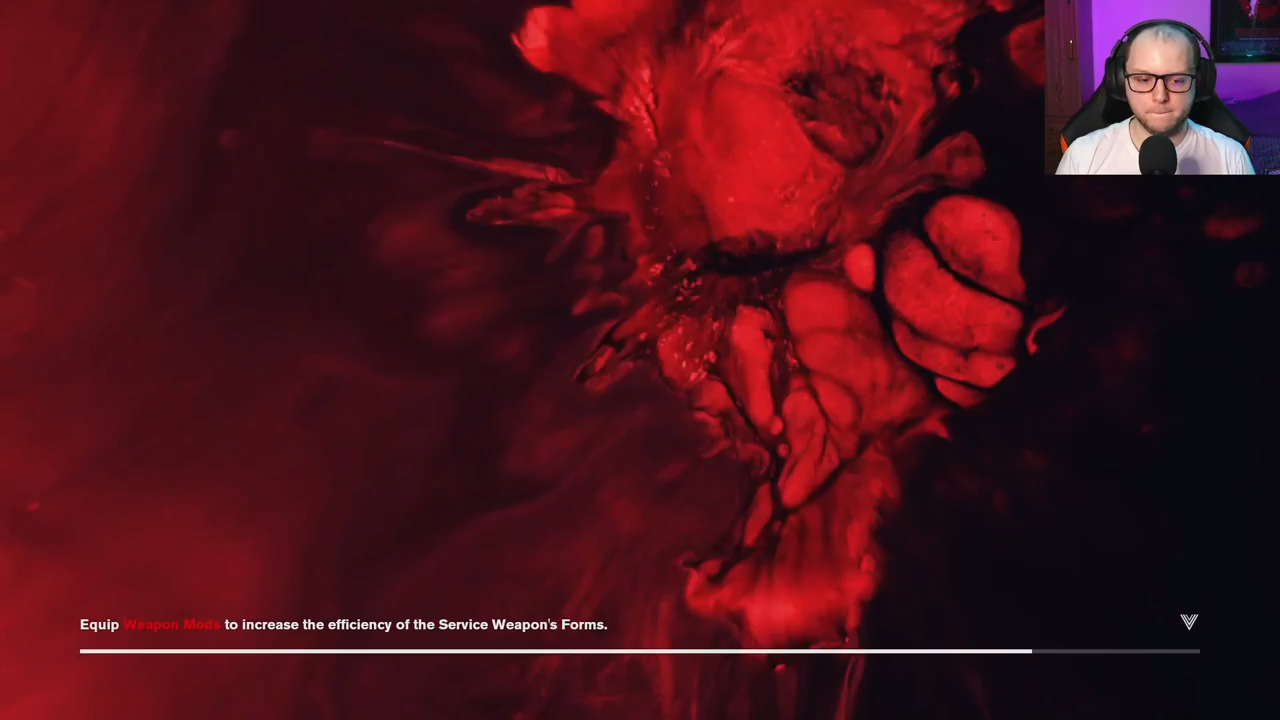 Equip Weapon Mods to increase the efficiency of the Service Weapon's Forms.